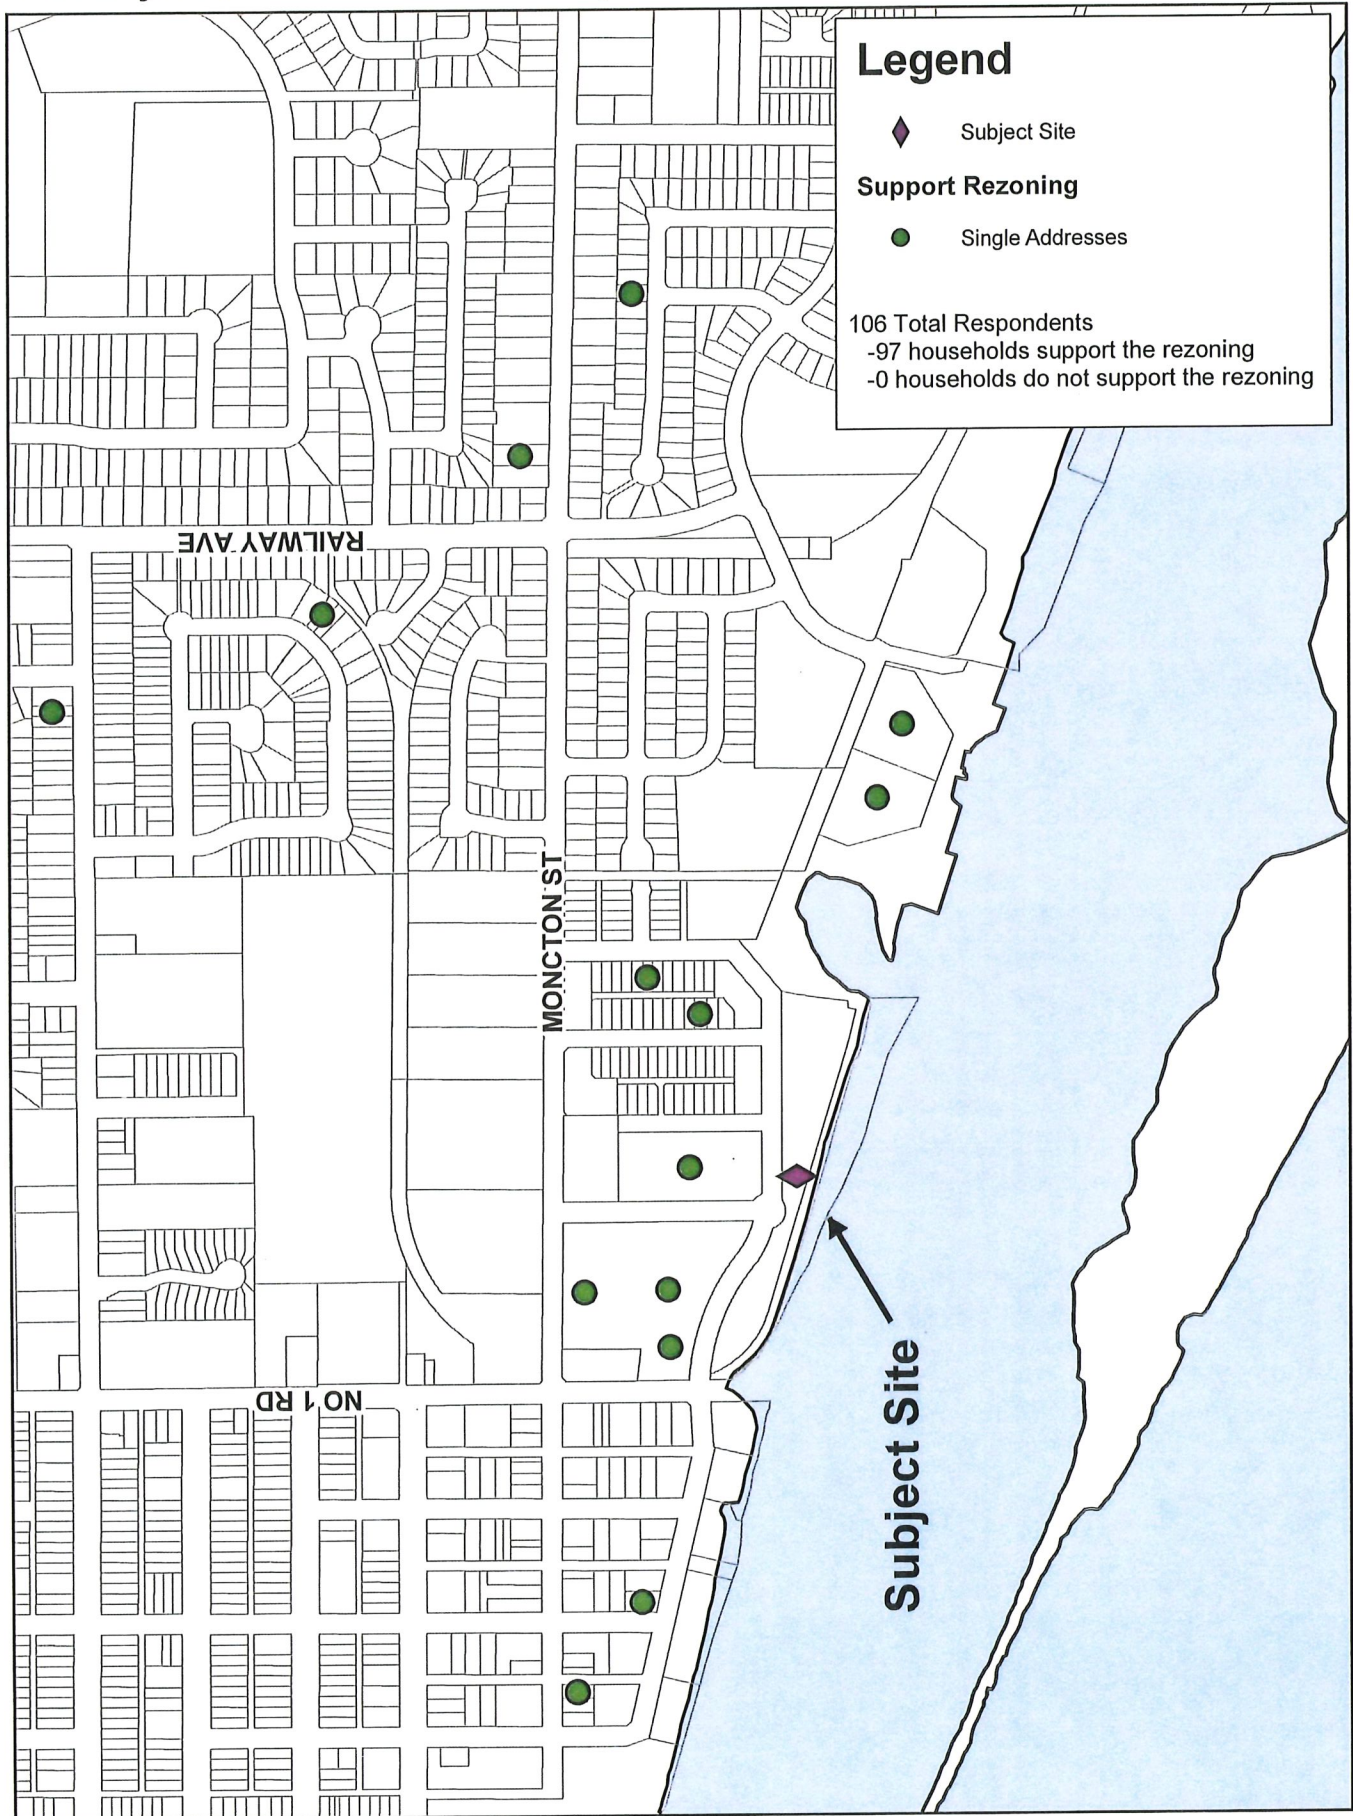 Legend
Subject Site
Support Rezoning
Single Addresses
106 Total Respondents
-97 households support the rezoning
-0 households do not support the rezoning
RAILWAY AVE
MONCTON ST
NO 1 RD
Subject Site